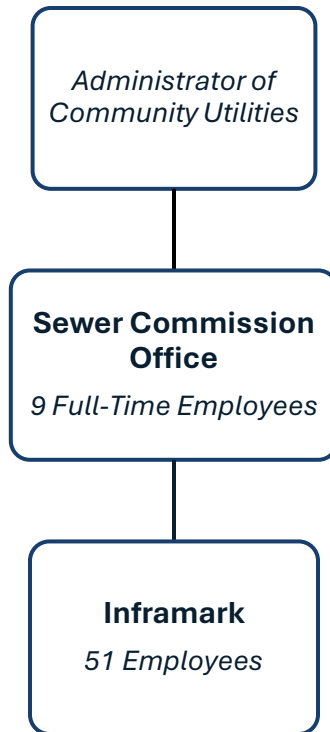 Administrator of
Community Utilities
Sewer Commission
Office
9 Full-Time Employees
Inframark
51 Employees